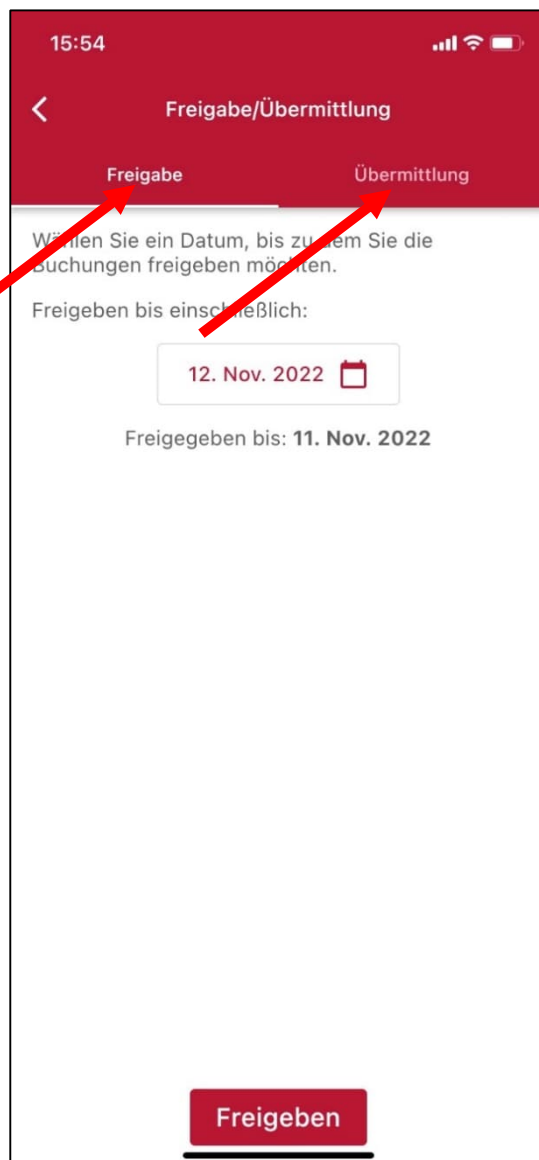 15:54
Freigabe/Übermittlung
Freigabe Übermittlung
Wählen Sie ein Datum, bis zu dem Sie die
Buchungen freigeben möchten.
Freigeben bis einschließlich:
12. Nov. 2022
Freigegeben bis: 11. Nov. 2022
Freigeben